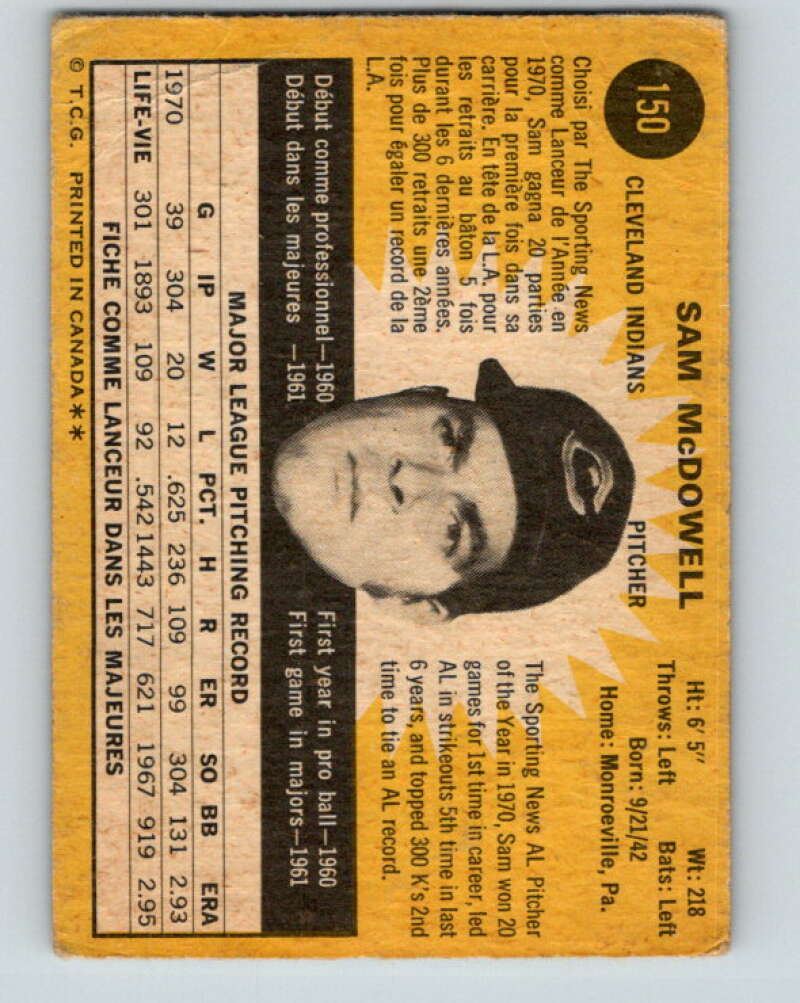 150
SAM McDOWELL
CLEVELAND INDIANS PITCHER
Ht: 6' 5" Wt: 218
Throws: Left Bats: Left
Born: 9/21/42
Home: Monroeville, Pa.
Choisi par The Sporting News
comme Lanceur de l'Année en
1970, Sam gagna 20 parties
pour la première fois dans sa
carrière. En tête de la L.A. pour
les retraits au bâton 5 fois
durant les 6 dernières années.
Plus de 300 retraits une 2ème
fois pour égaler un record de la
L.A.
The Sporting News AL Pitcher
of the Year in 1970, Sam won 20
games for 1st time in career, led
AL in strikeouts 5th time in last
6 years, and topped 300 K's 2nd
time to tie an AL record.
Début comme professionnel—1960
Début dans les majeures —1961
First year in pro ball—1960
First game in majors—1961
MAJOR LEAGUE PITCHING RECORD
G IP W L PCT. H R ER SO BB ERA
1970 39 304 20 12 .625 236 109 99 304 131 2.93
LIFE-VIE 301 1893 109 92 .542 1443 717 621 1967 919 2.95
FICHE COMME LANCEUR DANS LES MAJEURES
© T.C.G. PRINTED IN CANADA**